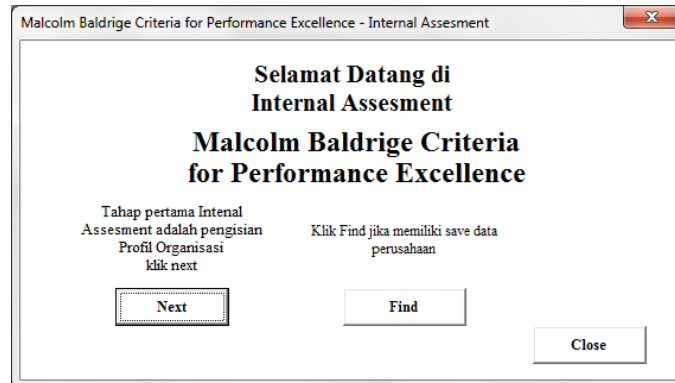 Malcolm Baldrige Criteria for Performance Excellence - Internal Assesment
Selamat Datang di
Internal Assesment
Malcolm Baldrige Criteria
for Performance Excellence
Tahap pertama Intenal
Assesment adalah pengisian
Profil Organisasi
klik next
Klik Find jika memiliki save data
perusahaan
Next
Find
Close